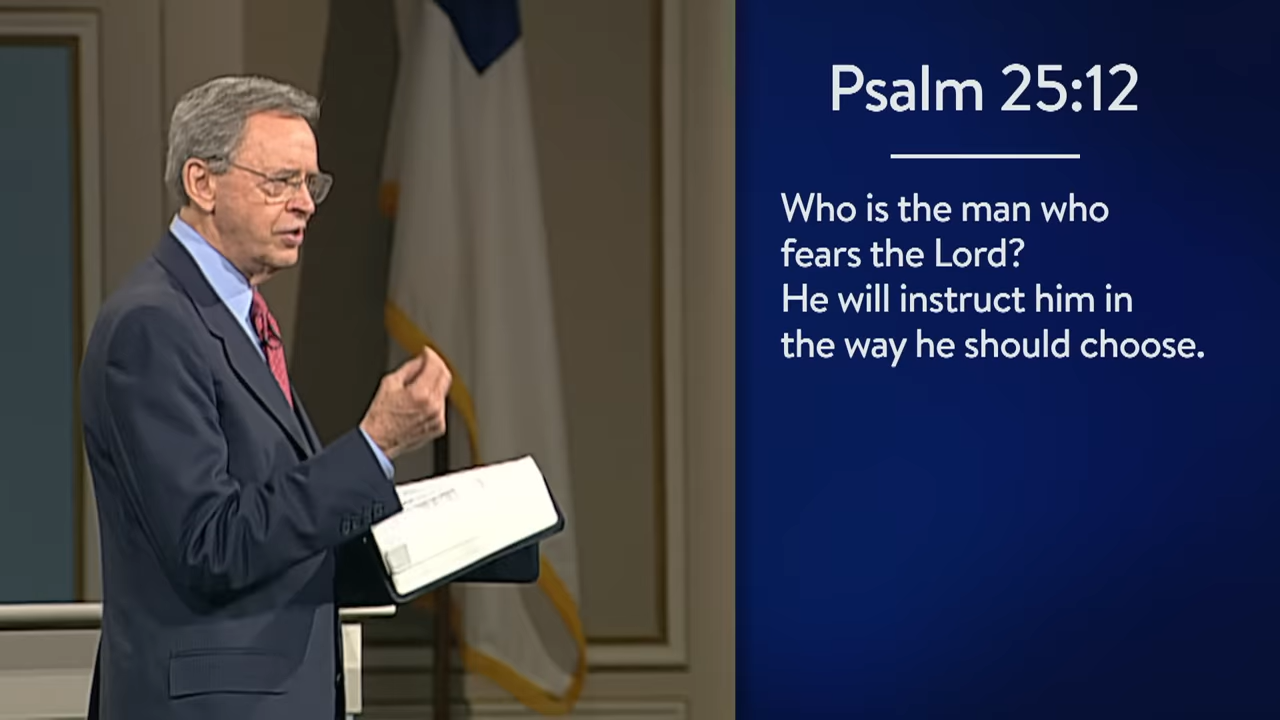 Psalm 25:12
Who is the man who
fears the Lord?
He will instruct him in
the way he should choose.